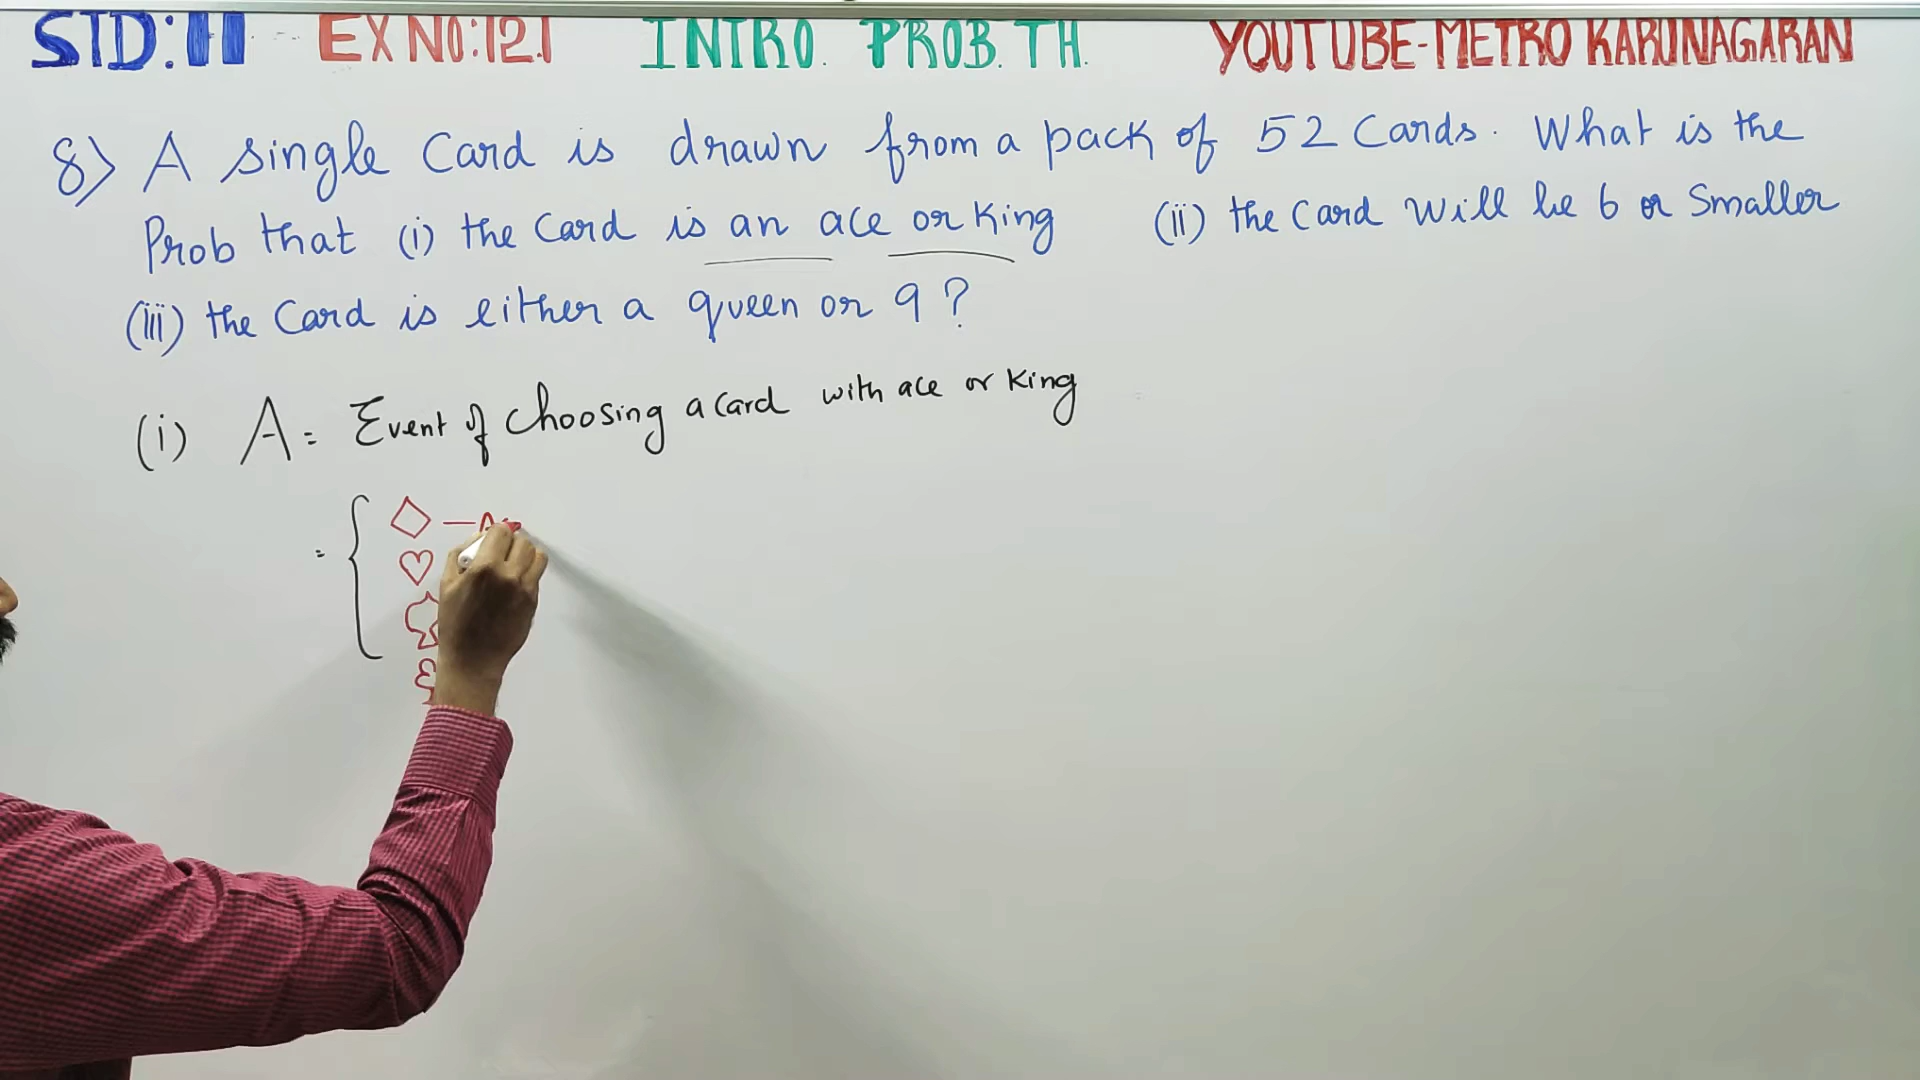 STD:11 EX NO:12.1 INTRO. PROB. TH. YOUTUBE-METRO KARUNAGARAN
8) A single Card is drawn from a pack of 52 Cards. What is the
Prob that (i) the Card is an ace or King (ii) the Card Will be 6 or Smaller
(iii) the Card is either a queen or 9?
(i) A = Event of Choosing a Card with ace or King
= {